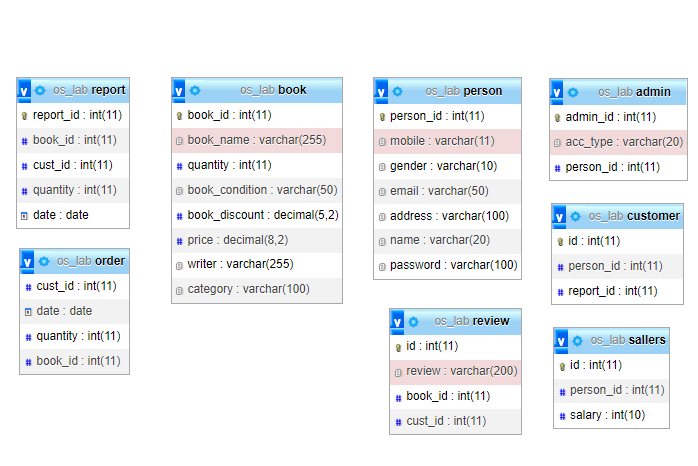 os_lab report
report_id : int(11)
book_id : int(11)
cust_id : int(11)
quantity : int(11)
date : date
os_lab order
cust_id : int(11)
date : date
quantity : int(11)
book_id : int(11)
os_lab book
book_id : int(11)
book_name : varchar(255)
quantity : int(11)
book_condition : varchar(50)
book_discount : decimal(5,2)
price : decimal(8,2)
writer : varchar(255)
category : varchar(100)
os_lab person
person_id : int(11)
mobile : varchar(11)
gender : varchar(10)
email : varchar(50)
address : varchar(100)
name : varchar(20)
password : varchar(100)
os_lab review
id : int(11)
review : varchar(200)
book_id : int(11)
cust_id : int(11)
os_lab admin
admin_id : int(11)
acc_type : varchar(20)
person_id : int(11)
os_lab customer
id : int(11)
person_id : int(11)
report_id : int(11)
os_lab sallers
id : int(11)
person_id : int(11)
salary : int(10)